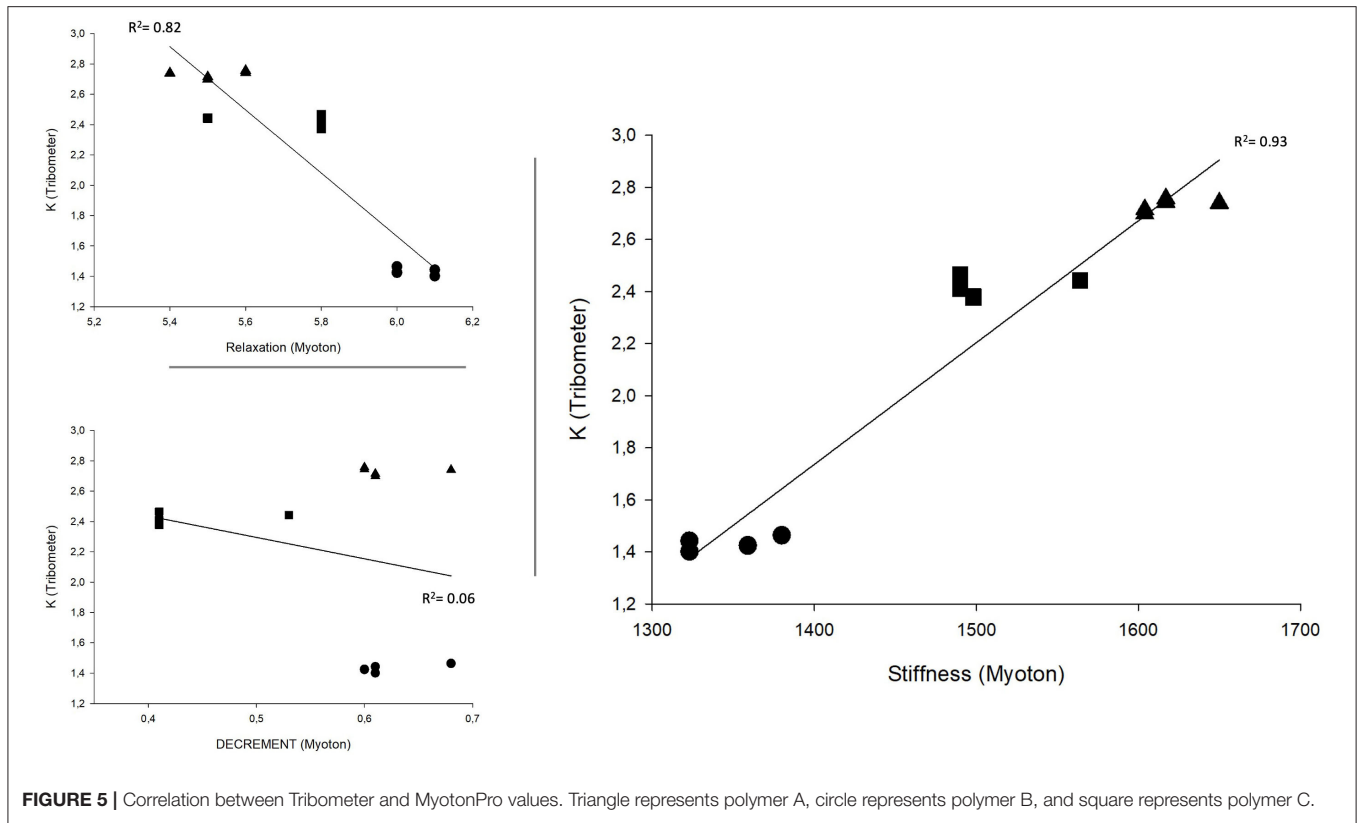 R²= 0.82
3,0
2,8
2,6
2,4
2,2
2,0
1,8
1,6
1,4
1,2
K (Tribometer)
5,2 5,4 5,6 5,8 6,0 6,2
Relaxation (Myoton)
3,0
2,8
2,6
2,4
2,2
2,0
1,8
1,6
1,4
1,2
K (Tribometer)
R²= 0.06
0,4 0,5 0,6 0,7
DECREMENT (Myoton)
R²= 0.93
3,0
2,8
2,6
2,4
2,2
2,0
1,8
1,6
1,4
1,2
K (Tribometer)
1300 1400 1500 1600 1700
Stiffness (Myoton)
FIGURE 5 | Correlation between Tribometer and MyotonPro values. Triangle represents polymer A, circle represents polymer B, and square represents polymer C.